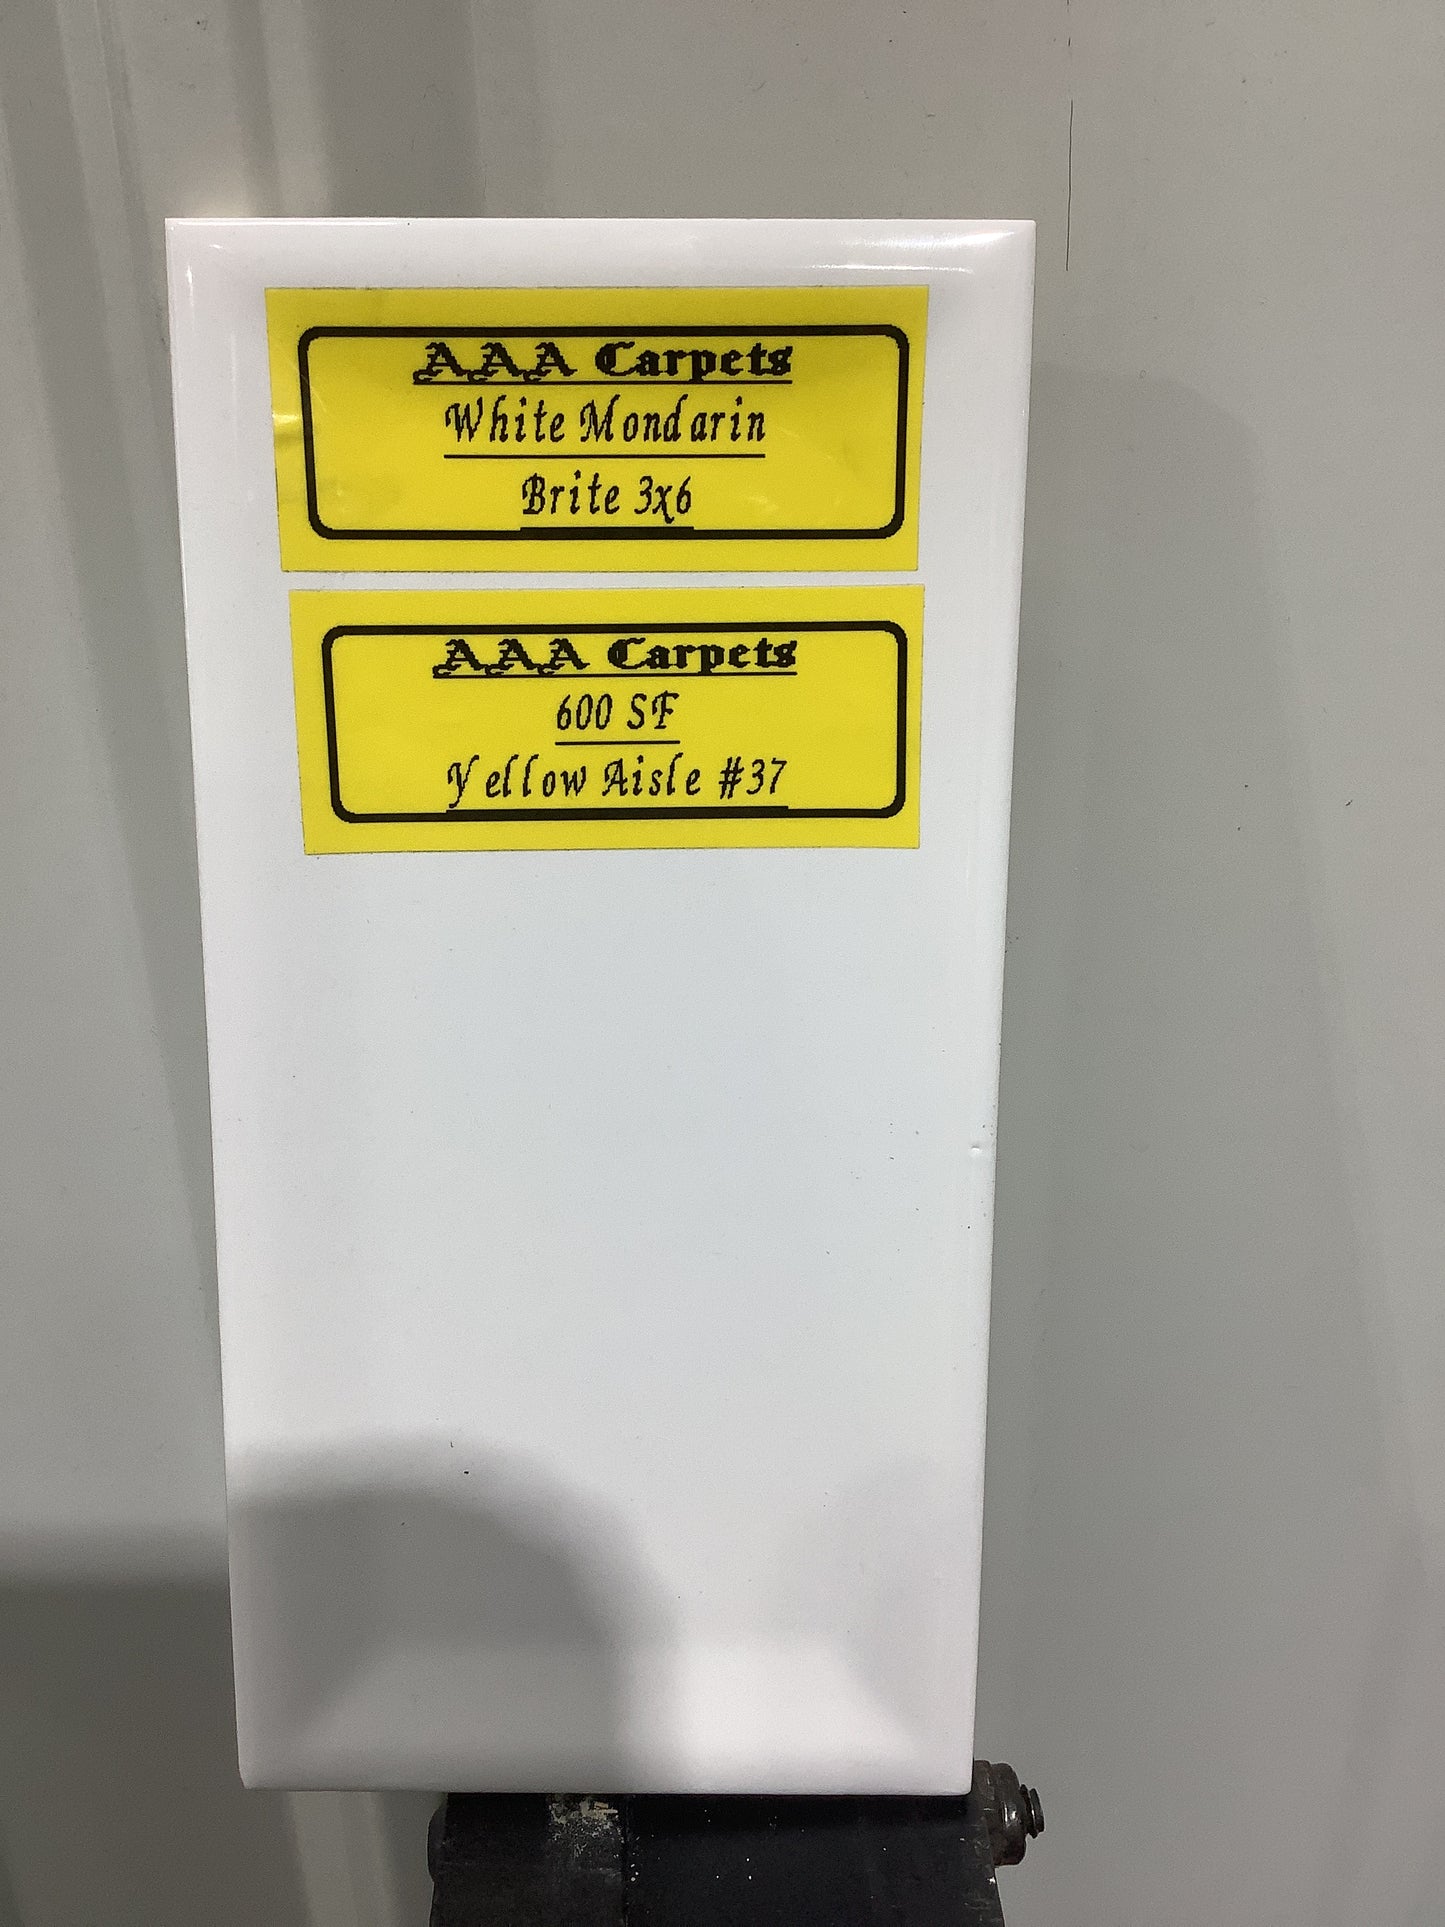 AAA Carpets
White Mondarin
Brite 3x6
AAA Carpets
600 SF
Yellow Aisle #37